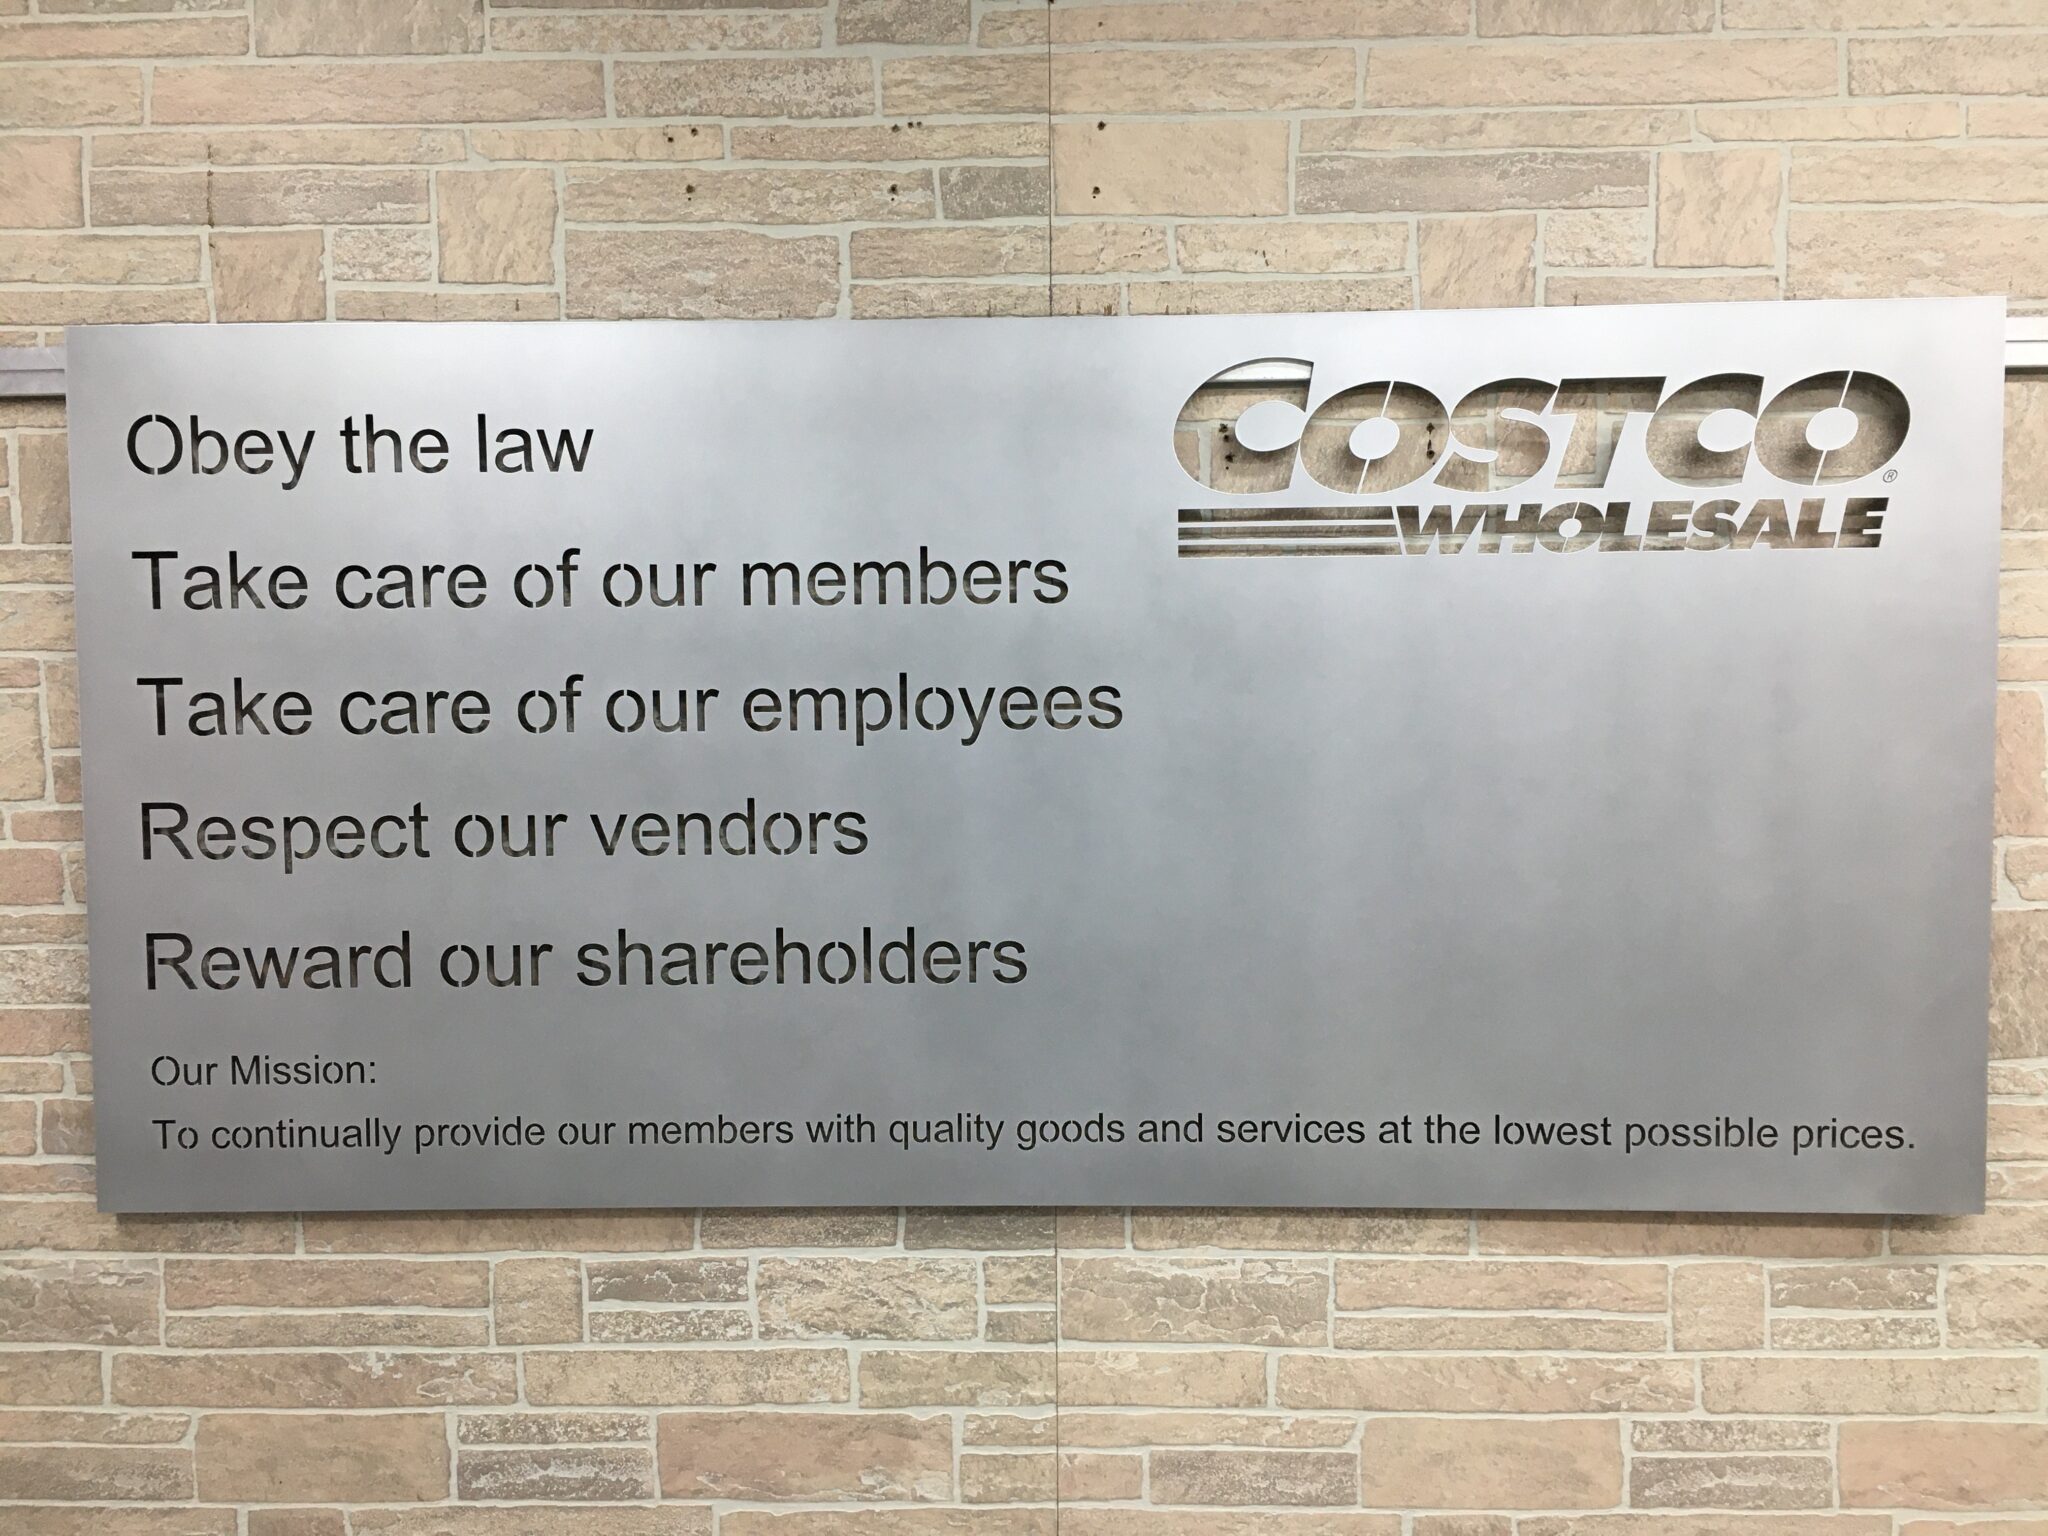 Obey the law
COSTCO®
WHOLESALE
Take care of our members
Take care of our employees
Respect our vendors
Reward our shareholders
Our Mission:
To continually provide our members with quality goods and services at the lowest possible prices.